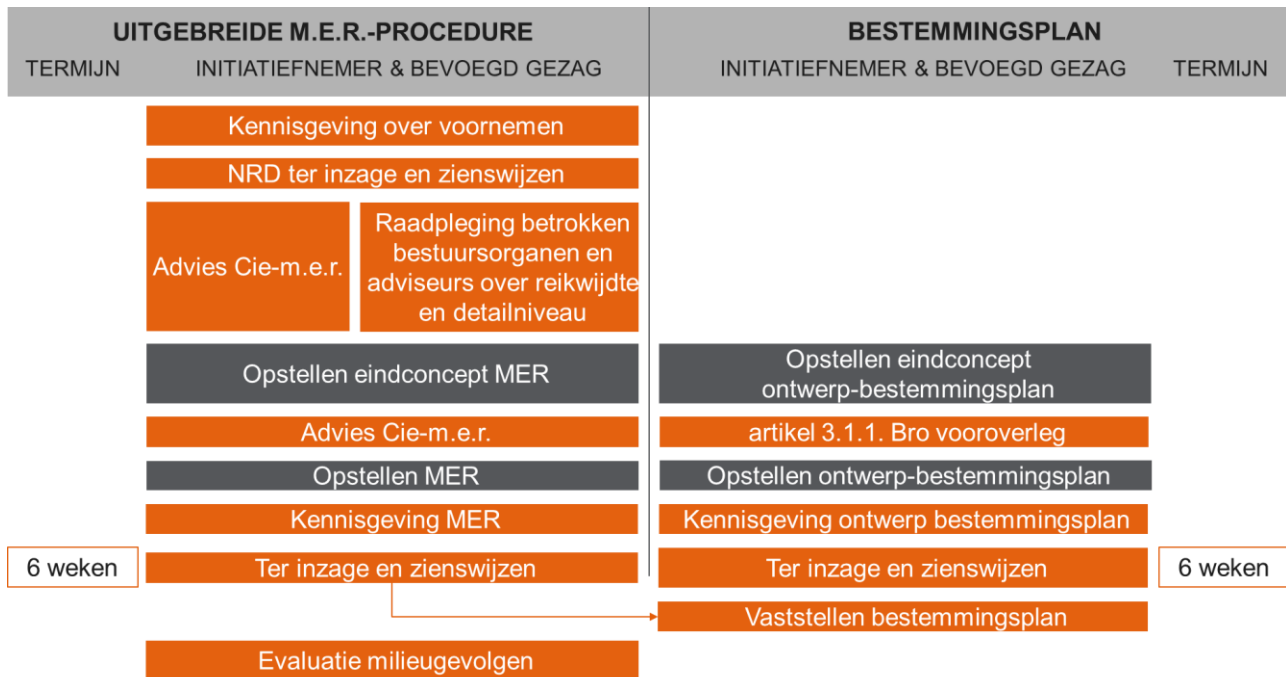 UITGEBREIDE M.E.R.-PROCEDURE
BESTEMMINGSPLAN
TERMIJN
INITIATIEFNEMER & BEVOEGD GEZAG
INITIATIEFNEMER & BEVOEGD GEZAG
TERMIJN
Kennisgeving over voornemen
NRD ter inzage en zienswijzen
Advies Cie-m.e.r.
Raadpleging betrokken
bestuursorganen en
adviseurs over reikwijdte
en detailniveau
Opstellen eindconcept MER
Opstellen eindconcept
ontwerp-bestemmingsplan
Advies Cie-m.e.r.
artikel 3.1.1. Bro vooroverleg
Opstellen MER
Opstellen ontwerp-bestemmingsplan
Kennisgeving MER
Kennisgeving ontwerp bestemmingsplan
6 weken
Ter inzage en zienswijzen
Ter inzage en zienswijzen
6 weken
Vaststellen bestemmingsplan
Evaluatie milieugevolgen